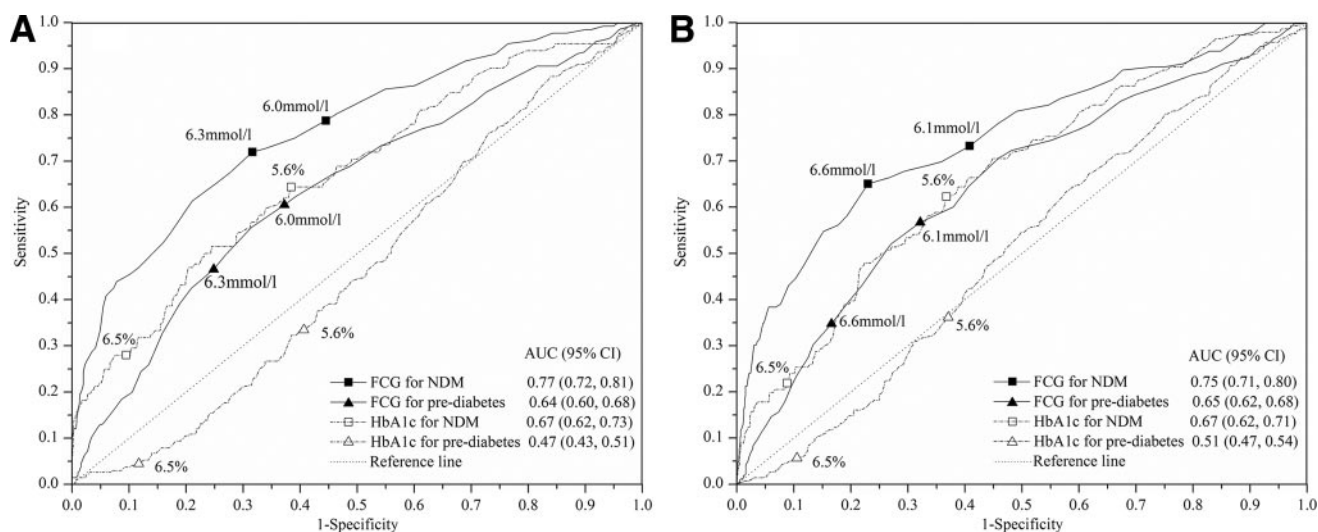 A
1.0
0.9
0.8
0.7
0.6
0.5
0.4
0.3
0.2
0.1
0.0
Sensitivity
6.0mmol/l
6.3mmol/l
5.6%
6.0mmol/l
6.3mmol/l
6.5%
5.6%
6.5%
AUC (95% CI)
FCG for NDM 0.77 (0.72, 0.81)
FCG for pre-diabetes 0.64 (0.60, 0.68)
HbA1c for NDM 0.67 (0.62, 0.73)
HbA1c for pre-diabetes 0.47 (0.43, 0.51)
Reference line
0.0 0.1 0.2 0.3 0.4 0.5 0.6 0.7 0.8 0.9 1.0
1-Specificity
B
1.0
0.9
0.8
0.7
0.6
0.5
0.4
0.3
0.2
0.1
0.0
Sensitivity
6.1mmol/l
6.6mmol/l
5.6%
6.1mmol/l
6.6mmol/l
5.6%
6.5%
6.5%
AUC (95% CI)
FCG for NDM 0.75 (0.71, 0.80)
FCG for pre-diabetes 0.65 (0.62, 0.68)
HbA1c for NDM 0.67 (0.62, 0.71)
HbA1c for pre-diabetes 0.51 (0.47, 0.54)
Reference line
0.0 0.1 0.2 0.3 0.4 0.5 0.6 0.7 0.8 0.9 1.0
1-Specificity